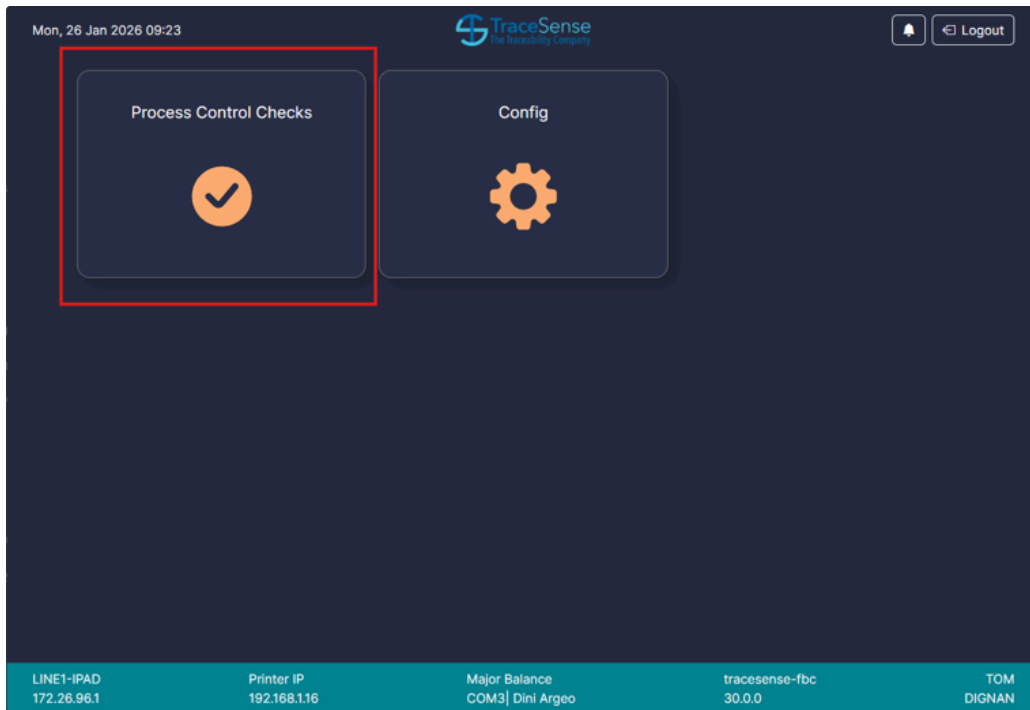 Mon, 26 Jan 2026 09:23
TraceSense
The Traceability Company
Logout
Process Control Checks
Config
LINE1-IPAD
172.26.96.1
Printer IP
192.168.1.16
Major Balance
COM3| Dini Argeo
tracesense-fbc
30.0.0
TOM
DIGNAN